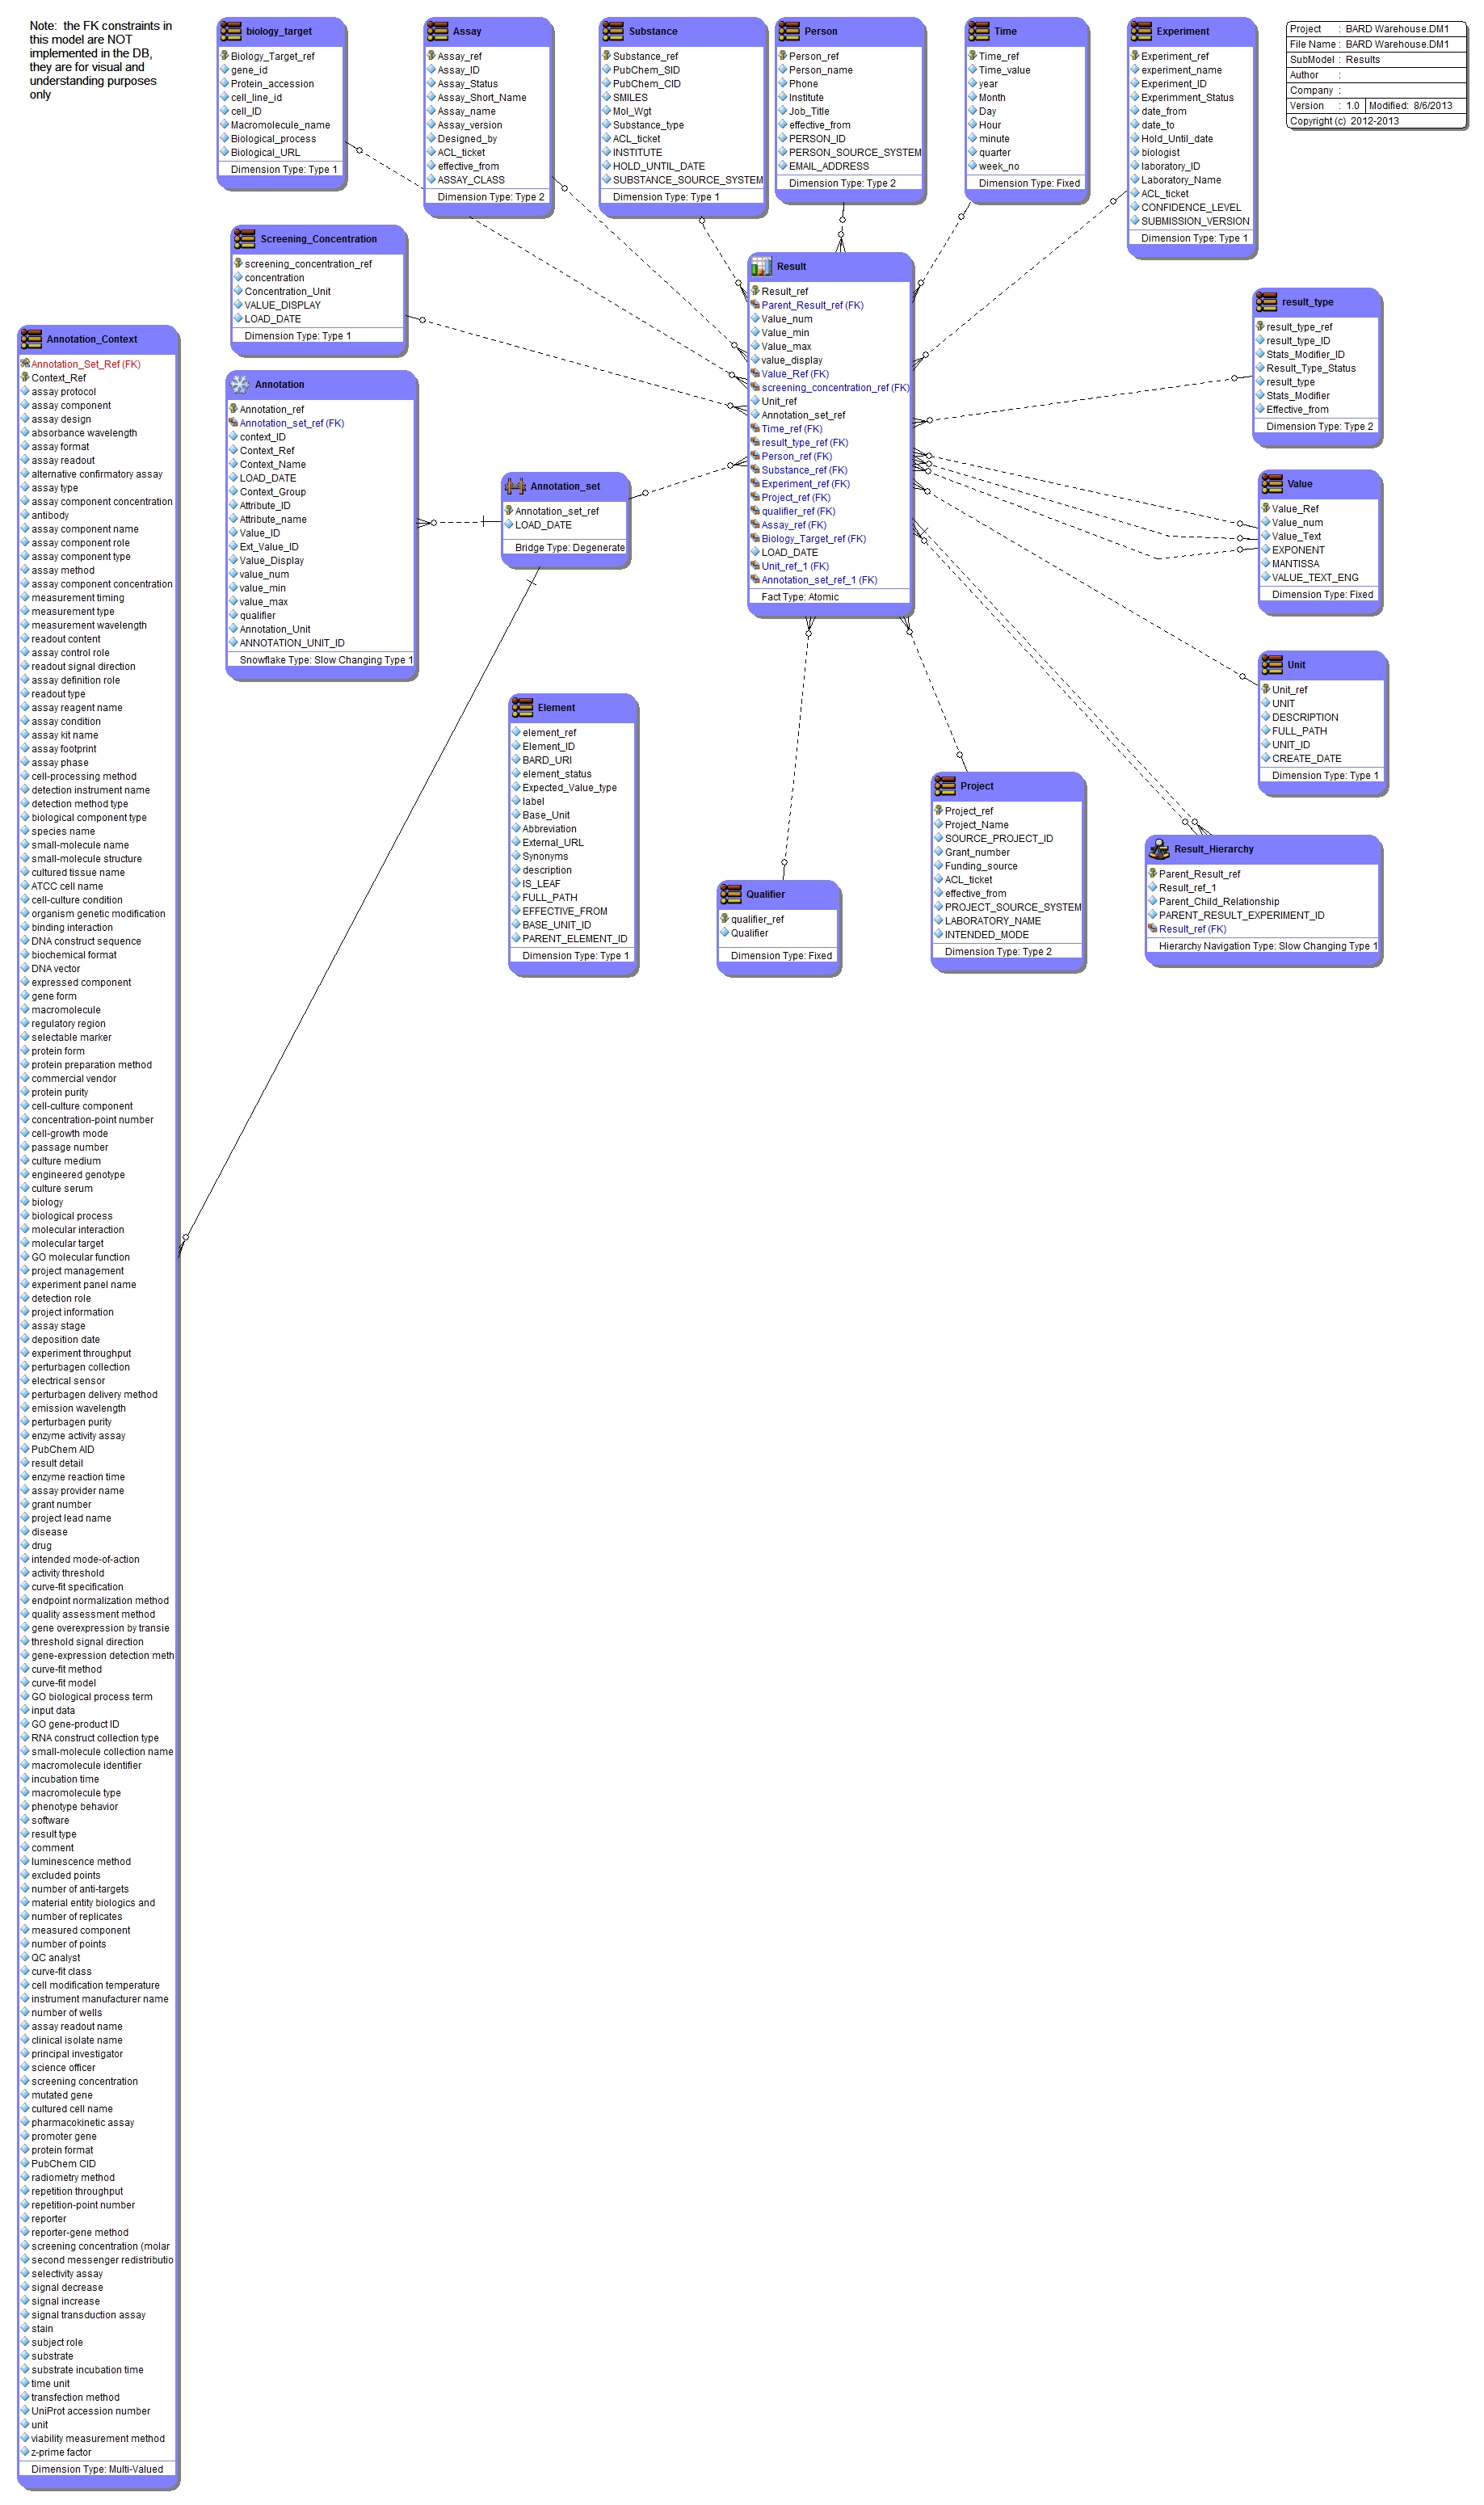 Note:  the FK constraints in
this model are NOT
implemented in the DB,
they are for visual and
understanding purposes
only
biology_target
Biology_Target_ref
gene_id
Protein_accession
cell_line_id
cell_ID
Macromolecule_name
Biological_process
Biological_URL
Dimension Type: Type 1
Assay
Assay_ref
Assay_ID
Assay_Status
Assay_Short_Name
Assay_name
Assay_version
Designed_by
ACL_ticket
effective_from
ASSAY_CLASS
Dimension Type: Type 2
Substance
Substance_ref
PubChem_SID
PubChem_CID
SMILES
Mol_Wgt
Substance_type
ACL_ticket
INSTITUTE
HOLD_UNTIL_DATE
SUBSTANCE_SOURCE_SYSTEM
Dimension Type: Type 1
Person
Person_ref
Person_name
Phone
Institute
Job_Title
effective_from
PERSON_ID
PERSON_SOURCE_SYSTEM
EMAIL_ADDRESS
Dimension Type: Type 2
Time
Time_ref
Time_value
year
Month
Day
Hour
minute
quarter
week_no
Dimension Type: Fixed
Experiment
Experiment_ref
experiment_name
Experiment_ID
Experimment_Status
date_from
date_to
Hold_Until_date
biologist
laboratory_ID
Laboratory_Name
ACL_ticket
CONFIDENCE_LEVEL
SUBMISSION_VERSION
Dimension Type: Type 1
Project : BARD Warehouse.DM1
File Name : BARD Warehouse.DM1
SubModel : Results
Author :
Company :
Version : 1.0 Modified: 8/6/2013
Copyright (c) 2012-2013
Screening_Concentration
screening_concentration_ref
concentration
Concentration_Unit
VALUE_DISPLAY
LOAD_DATE
Dimension Type: Type 1
Result
Result_ref
Parent_Result_ref (FK)
Value_num
Value_min
Value_max
value_display
Value_Ref (FK)
screening_concentration_ref (FK)
Unit_ref
Annotation_set_ref
Time_ref (FK)
result_type_ref (FK)
Person_ref (FK)
Substance_ref (FK)
Experiment_ref (FK)
Project_ref (FK)
qualifier_ref (FK)
Assay_ref (FK)
Biology_Target_ref (FK)
LOAD_DATE
Unit_ref_1 (FK)
Annotation_set_ref_1 (FK)
Fact Type: Atomic
result_type
result_type_ref
result_type_ID
Stats_Modifier_ID
Result_Type_Status
result_type
Stats_Modifier
Effective_from
Dimension Type: Type 2
Annotation
Annotation_ref
Annotation_set_ref (FK)
context_ID
Context_Ref
Context_Name
LOAD_DATE
Context_Group
Attribute_ID
Attribute_name
Value_ID
Ext_Value_ID
Value_Display
value_num
value_min
value_max
qualifier
Annotation_Unit
ANNOTATION_UNIT_ID
Snowflake Type: Slow Changing Type 1
Annotation_set
Annotation_set_ref
LOAD_DATE
Bridge Type: Degenerate
Value
Value_Ref
Value_num
Value_Text
EXPONENT
MANTISSA
VALUE_TEXT_ENG
Dimension Type: Fixed
Unit
Unit_ref
UNIT
DESCRIPTION
FULL_PATH
UNIT_ID
CREATE_DATE
Dimension Type: Type 1
Element
element_ref
Element_ID
BARD_URI
element_status
Expected_Value_type
label
Base_Unit
Abbreviation
External_URL
Synonyms
description
IS_LEAF
FULL_PATH
EFFECTIVE_FROM
BASE_UNIT_ID
PARENT_ELEMENT_ID
Dimension Type: Type 1
Qualifier
qualifier_ref
Qualifier
Dimension Type: Fixed
Project
Project_ref
Project_Name
SOURCE_PROJECT_ID
Grant_number
Funding_source
ACL_ticket
effective_from
PROJECT_SOURCE_SYSTEM
LABORATORY_NAME
INTENDED_MODE
Dimension Type: Type 2
Result_Hierarchy
Parent_Result_ref
Result_ref_1
Parent_Child_Relationship
PARENT_RESULT_EXPERIMENT_ID
Result_ref (FK)
Hierarchy Navigation Type: Slow Changing Type 1
Annotation_Context
Annotation_Set_Ref (FK)
Context_Ref
assay protocol
assay component
assay design
absorbance wavelength
assay format
assay readout
alternative confirmatory assay
assay type
assay component concentration
antibody
assay component name
assay component role
assay component type
assay method
assay component concentration
measurement timing
measurement type
measurement wavelength
readout content
assay control role
readout signal direction
assay definition role
readout type
assay reagent name
assay condition
assay kit name
assay footprint
assay phase
cell-processing method
detection instrument name
detection method type
biological component type
species name
small-molecule name
small-molecule structure
cultured tissue name
ATCC cell name
cell-culture condition
organism genetic modification
binding interaction
DNA construct sequence
biochemical format
DNA vector
expressed component
gene form
macromolecule
regulatory region
selectable marker
protein form
protein preparation method
commercial vendor
protein purity
cell-culture component
concentration-point number
cell-growth mode
passage number
culture medium
engineered genotype
culture serum
biology
biological process
molecular interaction
molecular target
GO molecular function
project management
experiment panel name
detection role
project information
assay stage
deposition date
experiment throughput
perturbagen collection
electrical sensor
perturbagen delivery method
emission wavelength
perturbagen purity
enzyme activity assay
PubChem AID
result detail
enzyme reaction time
assay provider name
grant number
project lead name
disease
drug
intended mode-of-action
activity threshold
curve-fit specification
endpoint normalization method
quality assessment method
gene overexpression by transie
threshold signal direction
gene-expression detection meth
curve-fit method
curve-fit model
GO biological process term
input data
GO gene-product ID
RNA construct collection type
small-molecule collection name
macromolecule identifier
incubation time
macromolecule type
phenotype behavior
software
result type
comment
luminescence method
excluded points
number of anti-targets
material entity biologics and
number of replicates
measured component
number of points
QC analyst
curve-fit class
cell modification temperature
instrument manufacturer name
number of wells
assay readout name
clinical isolate name
principal investigator
science officer
screening concentration
mutated gene
cultured cell name
pharmacokinetic assay
promoter gene
protein format
PubChem CID
radiometry method
repetition throughput
repetition-point number
reporter
reporter-gene method
screening concentration (molar
second messenger redistributio
selectivity assay
signal decrease
signal increase
signal transduction assay
stain
subject role
substrate
substrate incubation time
time unit
transfection method
UniProt accession number
unit
viability measurement method
z-prime factor
Dimension Type: Multi-Valued